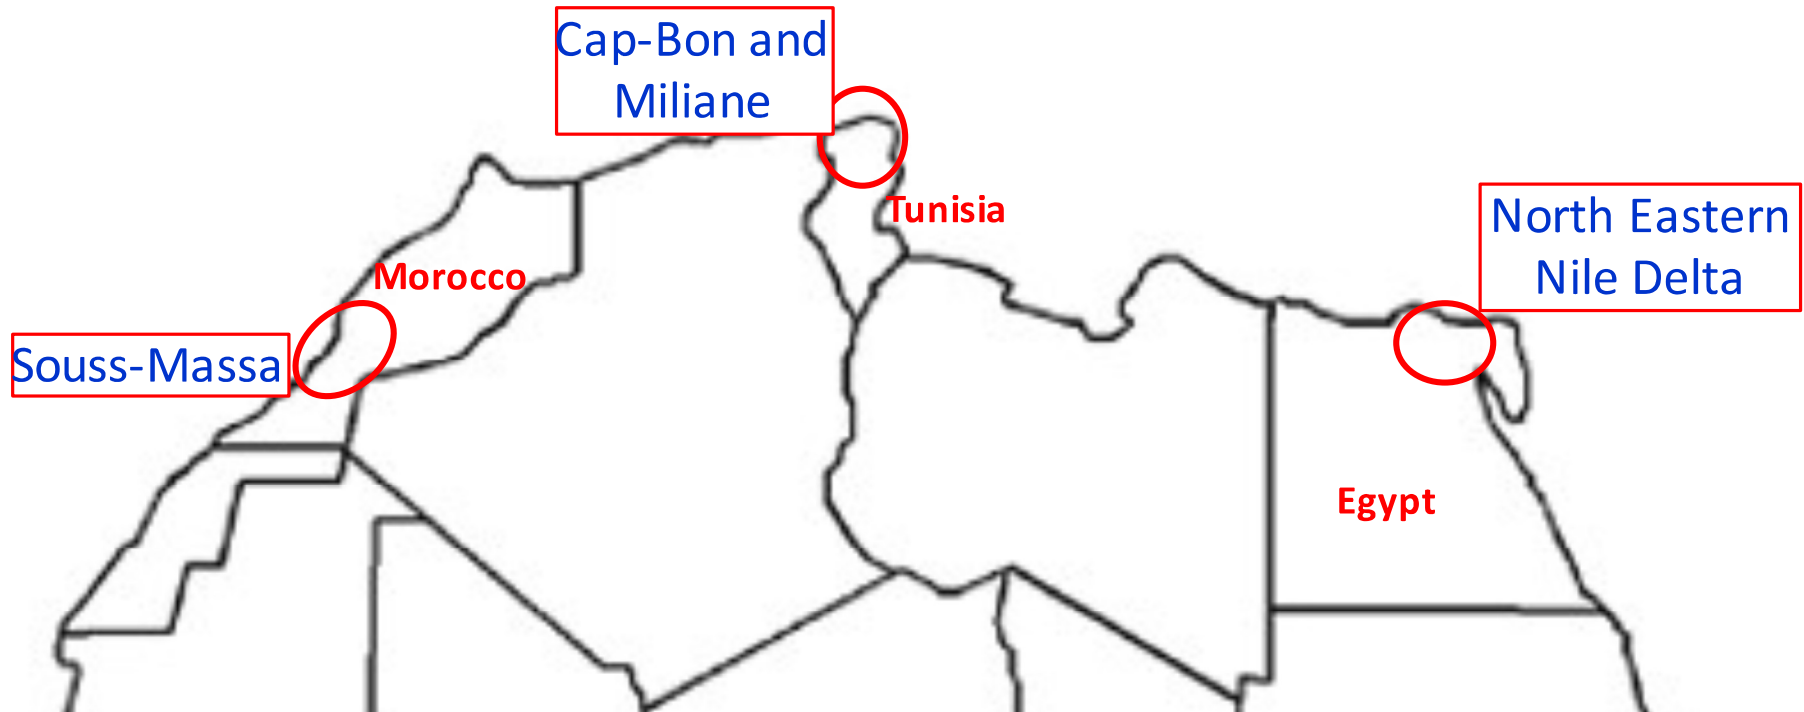 Cap-Bon and
Miliane
Tunisia
North Eastern
Nile Delta
Morocco
Souss-Massa
Egypt